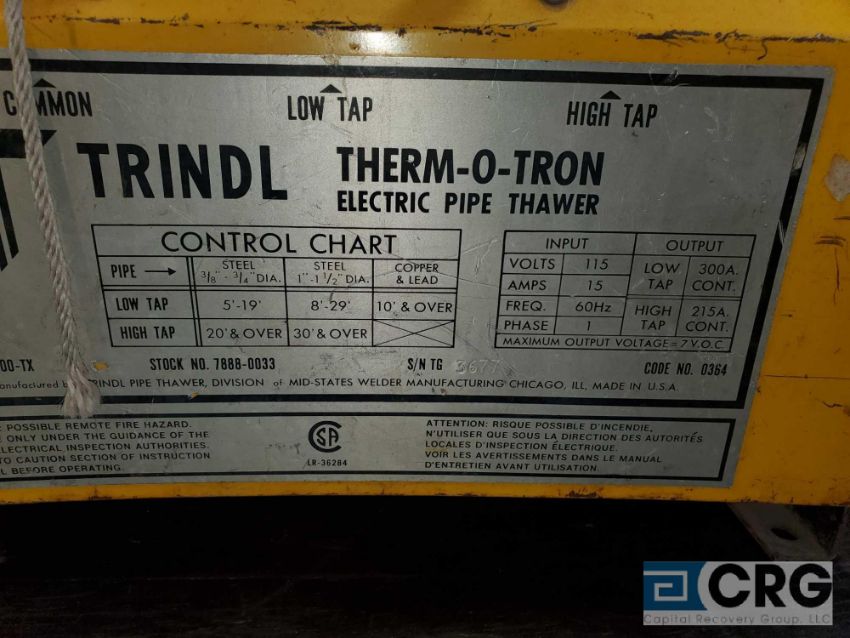 COMMON
LOW TAP
HIGH TAP
TRINDL
THERM-O-TRON
ELECTRIC PIPE THAWER
CONTROL CHART
PIPE → STEEL 3/8" - 3/4" DIA. STEEL 1"-1 1/2" DIA. COPPER & LEAD
LOW TAP 5'-19' 8'-29' 10' & OVER
HIGH TAP 20' & OVER 30' & OVER
INPUT OUTPUT
VOLTS 115 LOW TAP 300A. CONT.
AMPS 15
FREQ. 60Hz HIGH TAP 215A. CONT.
PHASE 1
MAXIMUM OUTPUT VOLTAGE = 7 V.O.C.
00-TX STOCK NO. 7888-0033 S/N TG 3677 CODE NO. 0364
anufactured b RINDL PIPE THAWER, DIVISION of MID-STATES WELDER MANUFACTURING CHICAGO, ILL, MADE IN U.S.A.
POSSIBLE REMOTE FIRE HAZARD.
ONLY UNDER THE GUIDANCE OF THE
LECTRICAL INSPECTION AUTHORITIES.
TO CAUTION SECTION OF INSTRUCTION
L BEFORE OPERATING.
SA
LR-36284
ATTENTION: RISQUE POSSIBLE D'INCENDIE,
N'UTILISER QUE SOUS LA DIRECTION DES AUTORITÉS
LOCALES D'INSPECTION ÉLECTRIQUE.
VOIR LES AVERTISSEMENTS DANS LE MANUAL
D'ENTRETIEN AVANT UTILISATION.
CRG
Capital Recovery Group, LLC